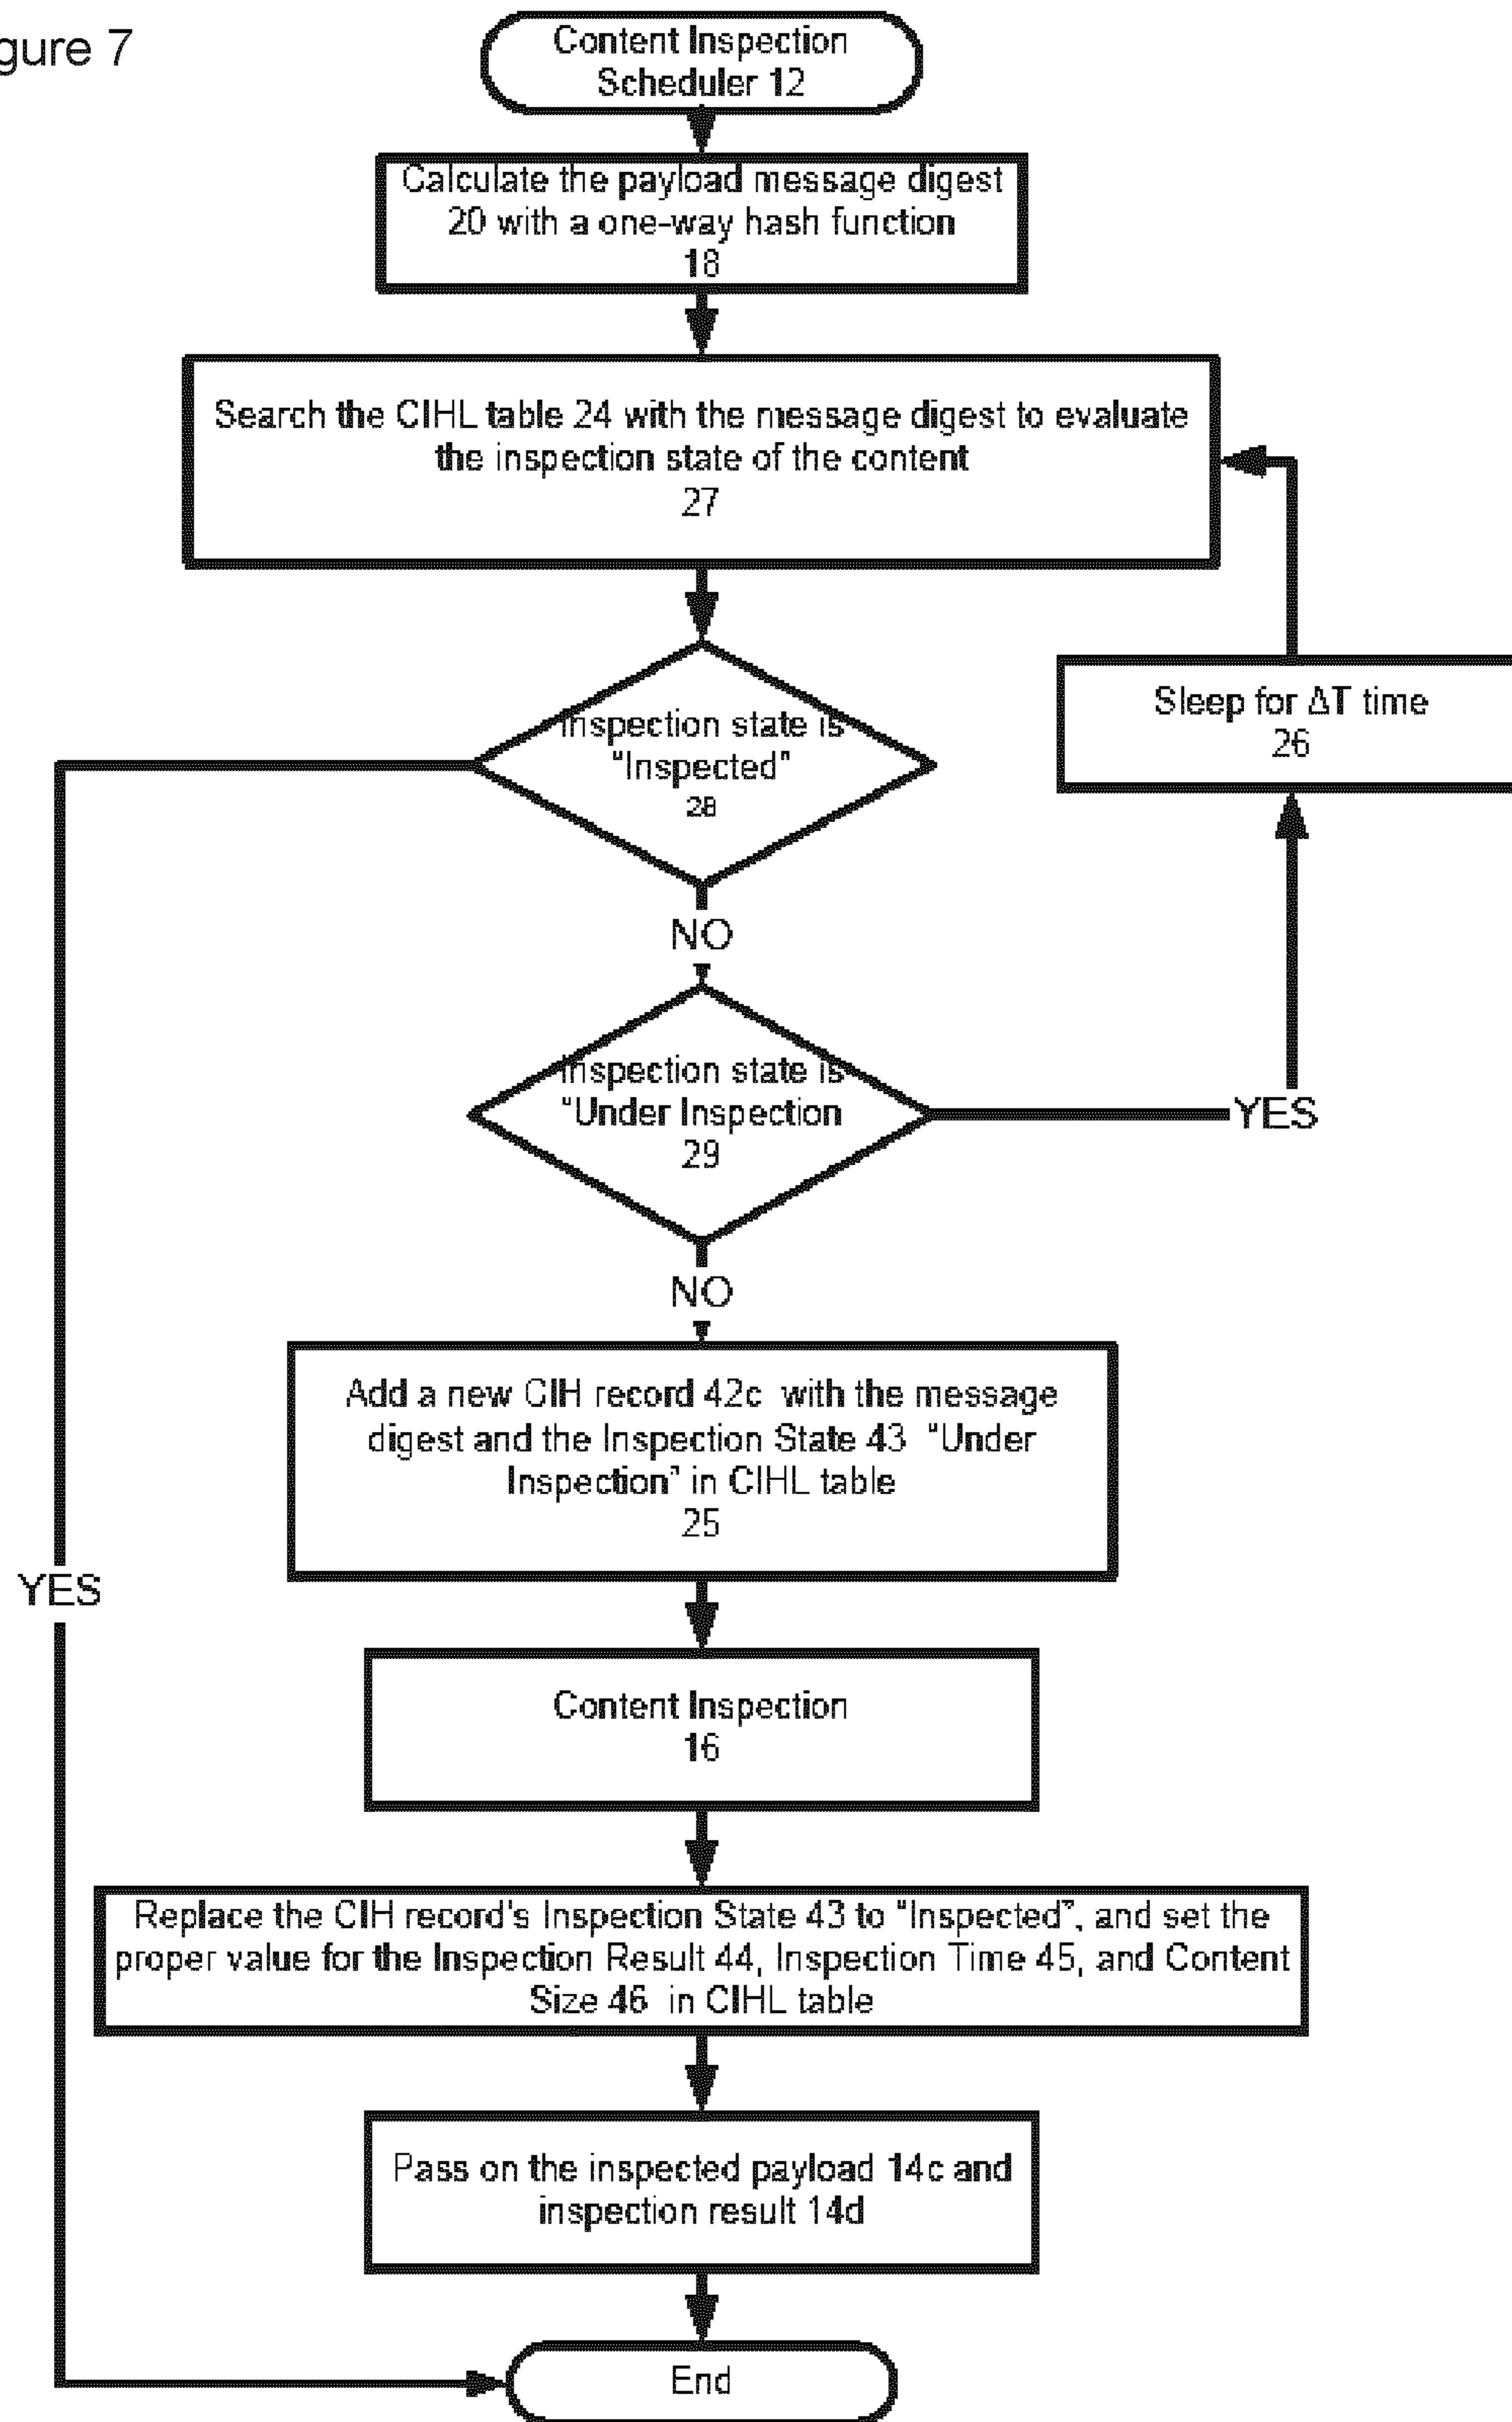 gure 7
Content Inspection
Scheduler 12
Calculate the payload message digest
20 with a one-way hash function
18
Search the CIHL table 24 with the message digest to evaluate
the inspection state of the content
27
Sleep for ΔT time
26
Inspection state is
"Inspected"
28
NO
Inspection state is
"Under Inspection
29
YES
NO
Add a new CIH record 42c with the message
digest and the Inspection State 43 "Under
Inspection" in CIHL table
25
YES
Content Inspection
16
Replace the CIH record's Inspection State 43 to "Inspected", and set the
proper value for the Inspection Result 44, Inspection Time 45, and Content
Size 46 in CIHL table
Pass on the inspected payload 14c and
inspection result 14d
End